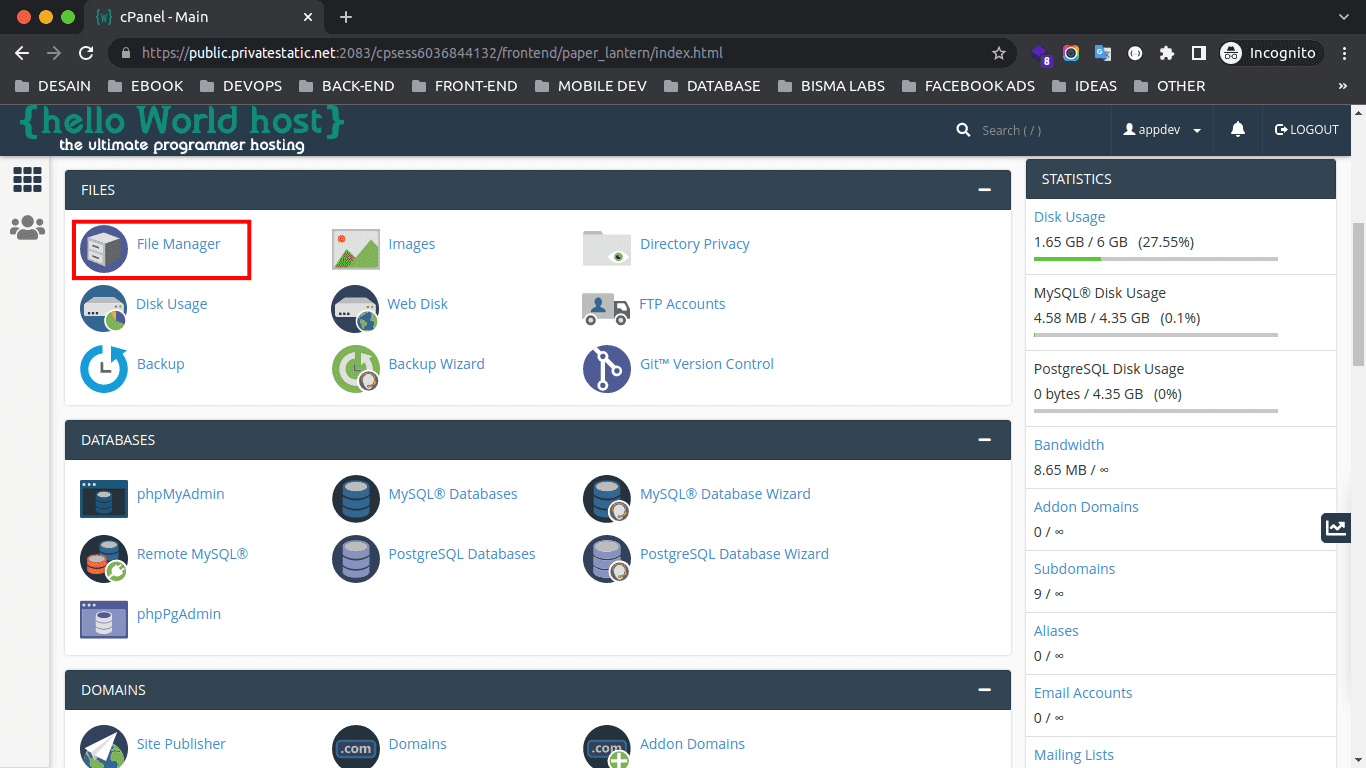 cPanel - Main
https://public.privatestatic.net:2083/cpsess6036844132/frontend/paper_lantern/index.html
8
Incognito
DESAIN
EBOOK
DEVOPS
BACK-END
FRONT-END
MOBILE DEV
DATABASE
BISMA LABS
FACEBOOK ADS
IDEAS
OTHER
»
{hello World host}
the ultimate programmer hosting
Search ( / )
appdev
LOGOUT
FILES
File Manager
Images
Directory Privacy
Disk Usage
Web Disk
FTP Accounts
Backup
Backup Wizard
Git™ Version Control
DATABASES
phpMyAdmin
MySQL® Databases
MySQL® Database Wizard
Remote MySQL®
PostgreSQL Databases
PostgreSQL Database Wizard
phpPgAdmin
DOMAINS
Site Publisher
.com
Domains
.com
Addon Domains
STATISTICS
Disk Usage
1.65 GB / 6 GB (27.55%)
MySQL® Disk Usage
4.58 MB / 4.35 GB (0.1%)
PostgreSQL Disk Usage
0 bytes / 4.35 GB (0%)
Bandwidth
8.65 MB / ∞
Addon Domains
0 / ∞
Subdomains
9 / ∞
Aliases
0 / ∞
Email Accounts
0 / ∞
Mailing Lists